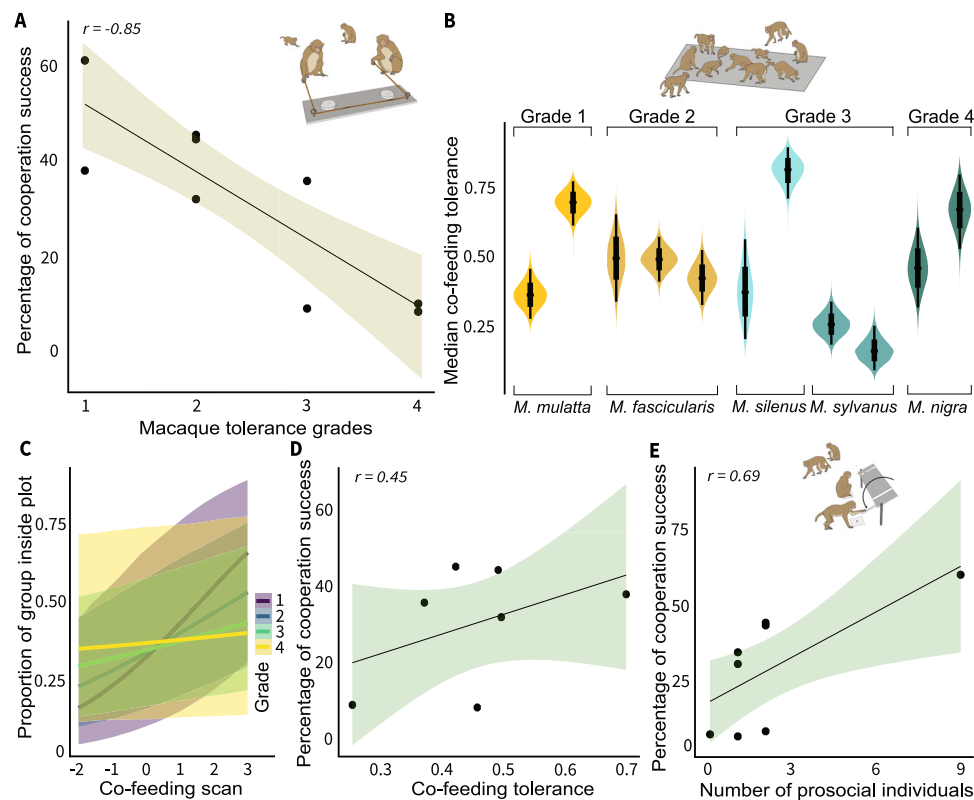 A
r = -0.85
Percentage of cooperation success
60
40
20
0
1 2 3 4
Macaque tolerance grades
B
Grade 1 Grade 2 Grade 3 Grade 4
Median co-feeding tolerance
0.75
0.50
0.25
M. mulatta M. fascicularis M. silenus M. sylvanus M. nigra
C
Proportion of group inside plot
0.75
0.50
0.25
0
-2 -1 0 1 2 3
Co-feeding scan
Grade
1
2
3
4
D
r = 0.45
Percentage of cooperation success
60
40
20
0
0.3 0.4 0.5 0.6 0.7
Co-feeding tolerance
E
r = 0.69
Percentage of cooperation success
75
50
25
0
0 3 6 9
Number of prosocial individuals